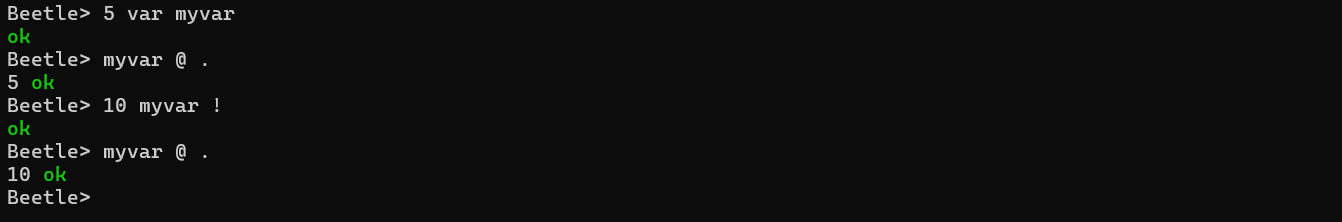 Beetle> 5 var myvar
ok
Beetle> myvar @ .
5 ok
Beetle> 10 myvar !
ok
Beetle> myvar @ .
10 ok
Beetle>